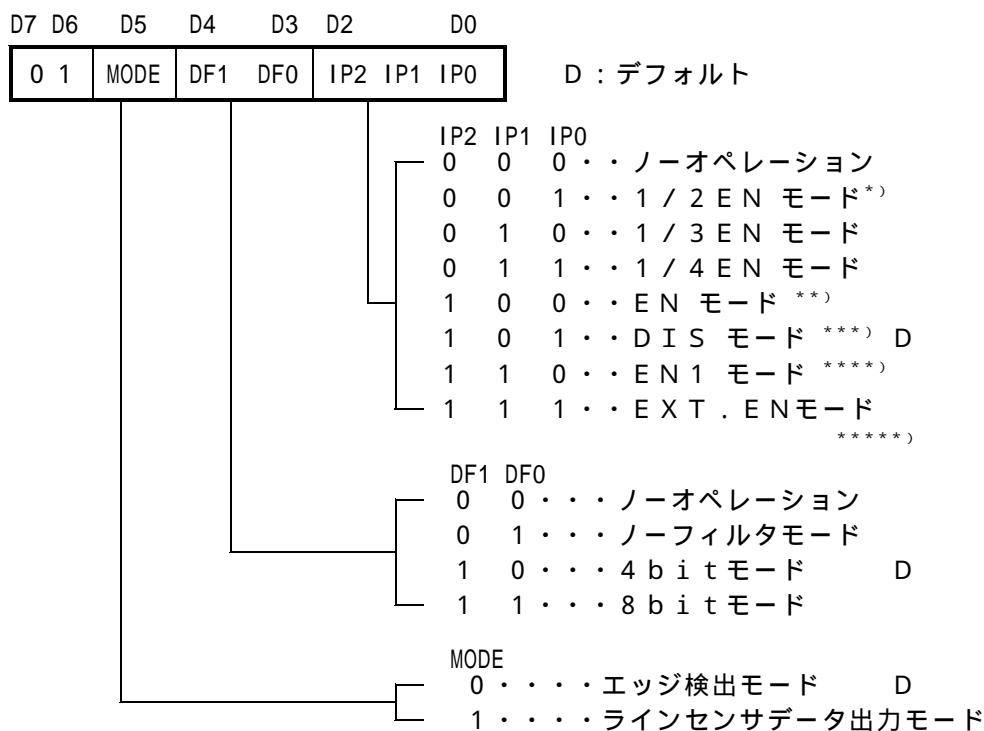 D7 D6 D5 D4 D3 D2 D0
0 1 MODE DF1 DF0 IP2 IP1 IP0 D：デフォルト
IP2 IP1 IP0
0 0 0・・ノーオペレーション
0 0 1・・1/2EN モード*)
0 1 0・・1/3EN モード
0 1 1・・1/4EN モード
1 0 0・・EN モード **)
1 0 1・・DIS モード ***) D
1 1 0・・EN1 モード ****)
1 1 1・・EXT.ENモード
*****)
DF1 DF0
0 0・・・ノーオペレーション
0 1・・・ノーフィルタモード
1 0・・・4bitモード D
1 1・・・8bitモード
MODE
0・・・・エッジ検出モード D
1・・・・ラインセンサデータ出力モード